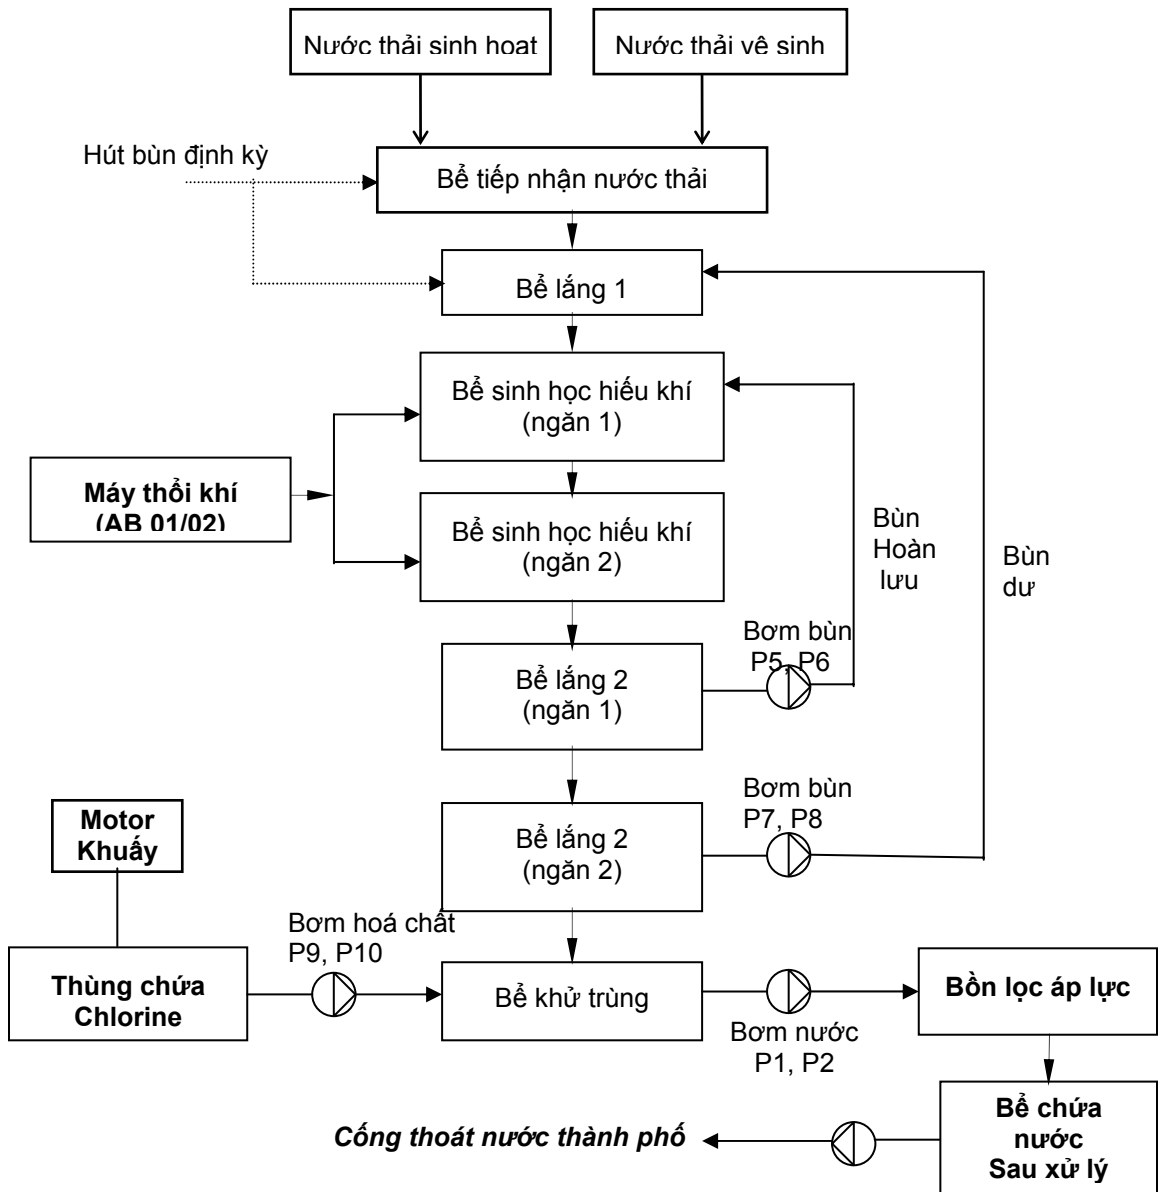 Nước thải sinh hoạt
Nước thải vệ sinh
Hút bùn định kỳ
Bể tiếp nhận nước thải
Bể lắng 1
Bể sinh học hiếu khí
(ngăn 1)
Máy thổi khí
(AB 01/02)
Bể sinh học hiếu khí
(ngăn 2)
Bùn
Hoàn
lưu
Bùn
dư
Bơm bùn
P5, P6
Bể lắng 2
(ngăn 1)
Bơm bùn
P7, P8
Motor
Khuấy
Bể lắng 2
(ngăn 2)
Bơm hoá chất
P9, P10
Thùng chứa
Chlorine
Bể khử trùng
Bồn lọc áp lực
Bơm nước
P1, P2
Bể chứa
nước
Sau xử lý
Cống thoát nước thành phố